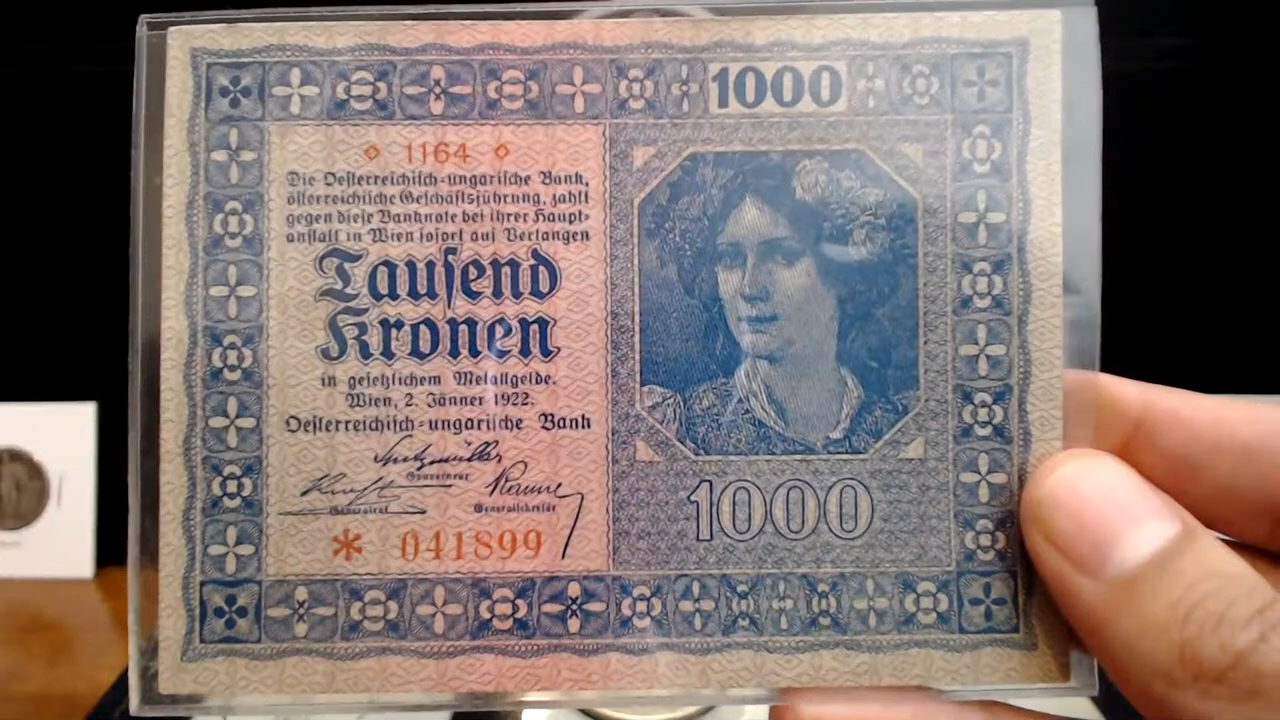 1000
1164
Die Oesterreichisch-ungarische Bank,
österreichische Geschäftsführung, zahlt
gegen diese Banknote bei ihrer Haupt-
anstalt in Wien sofort auf Verlangen
Tausend
Kronen
in gesetzlichem Metallgelde.
Wien, 2. Jänner 1922.
Oesterreichisch-ungarische Bank
Spitzmüller
Gouverneur
Generalrat
Generalsekretär
* 041899
1000